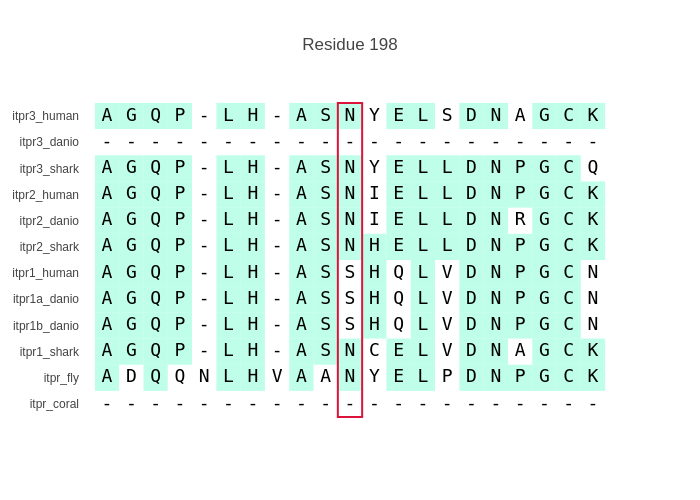 Residue 198
itpr3_human A G Q P - L H - A S N Y E L S D N A G C K
itpr3_danio - - - - - - - - - - - - - - - - - - - - -
itpr3_shark A G Q P - L H - A S N Y E L L D N P G C Q
itpr2_human A G Q P - L H - A S N I E L L D N P G C K
itpr2_danio A G Q P - L H - A S N I E L L D N R G C K
itpr2_shark A G Q P - L H - A S N H E L L D N P G C K
itpr1_human A G Q P - L H - A S S H Q L V D N P G C N
itpr1a_danio A G Q P - L H - A S S H Q L V D N P G C N
itpr1b_danio A G Q P - L H - A S S H Q L V D N P G C N
itpr1_shark A G Q P - L H - A S N C E L V D N A G C K
itpr_fly A D Q Q N L H V A A N Y E L P D N P G C K
itpr_coral - - - - - - - - - - - - - - - - - - - - -